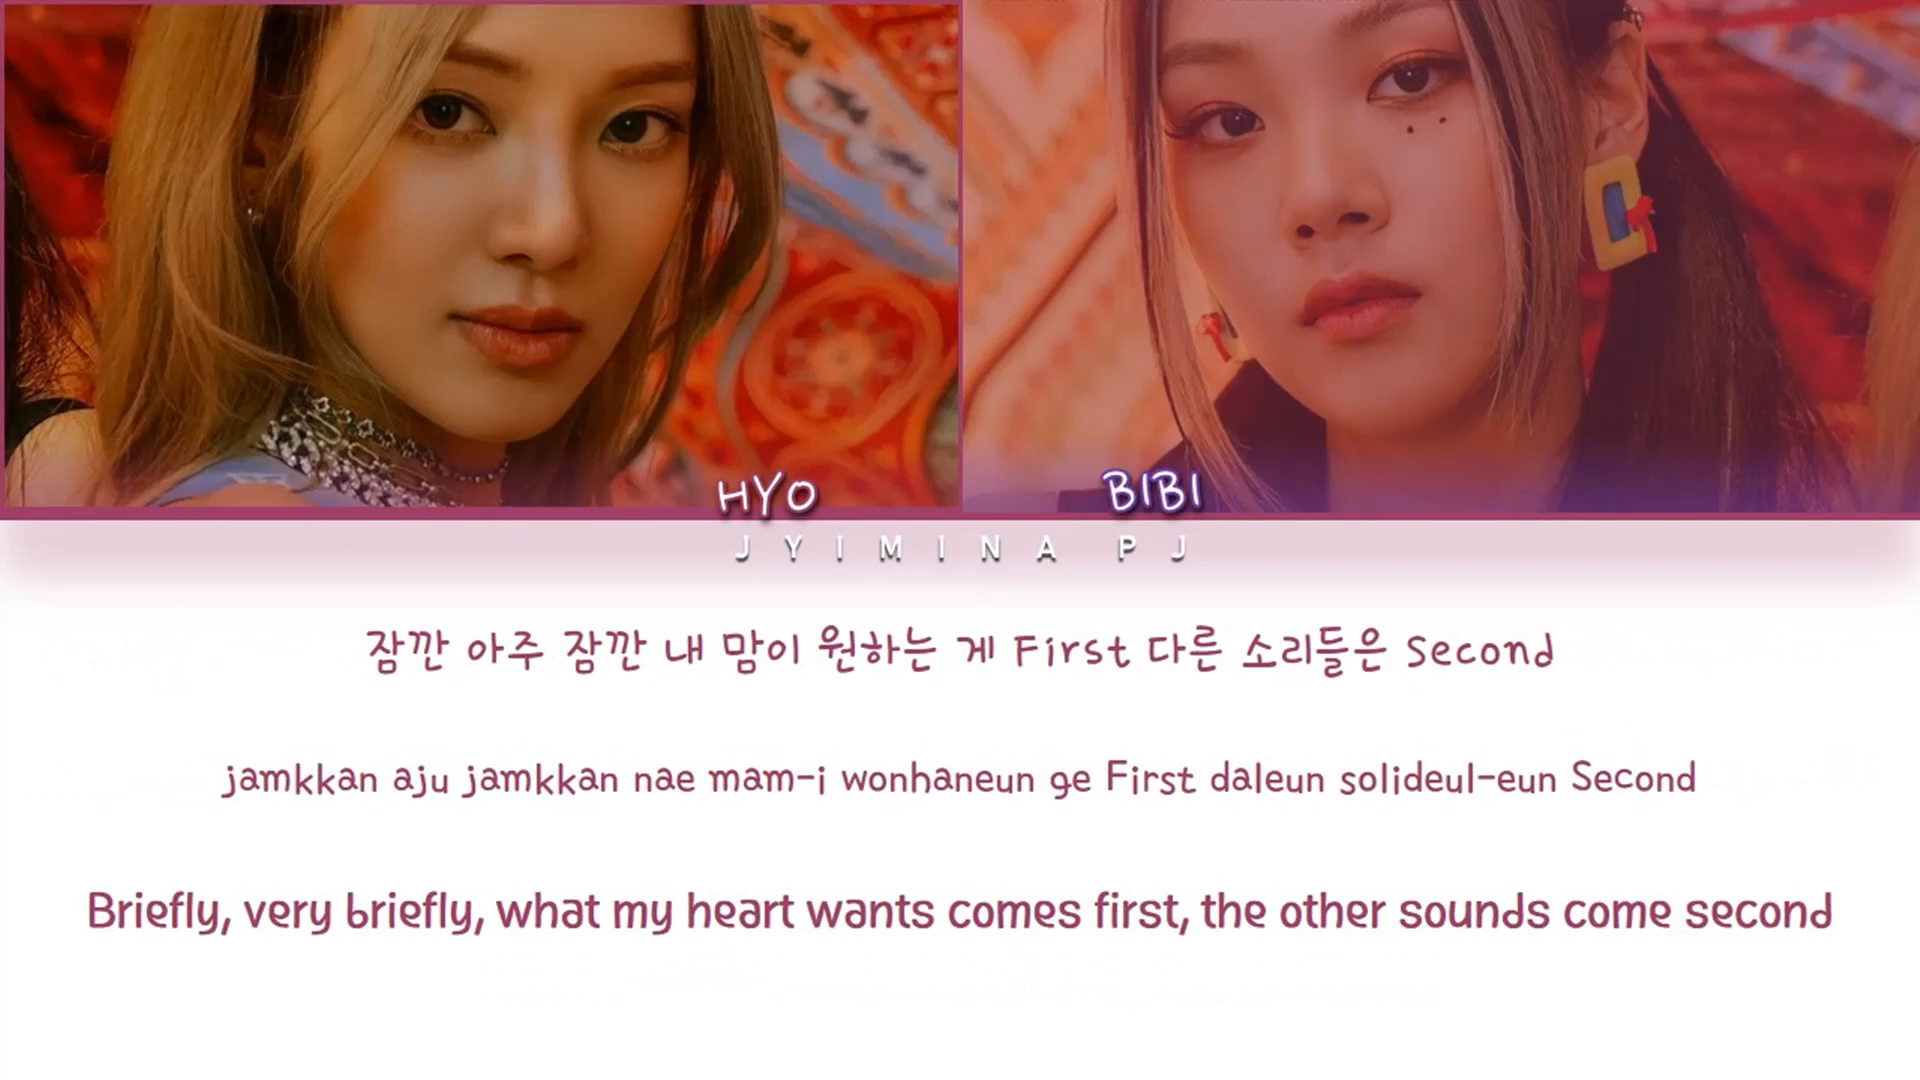 HYO BIBI
JYIMINA PJ
잠깐 아주 잠깐 내 맘이 원하는 게 First 다른 소리들은 Second
jamkkan aju jamkkan nae mam-i wonhaneun ge First daleun solideul-eun Second
Briefly, very briefly, what my heart wants comes first, the other sounds come second